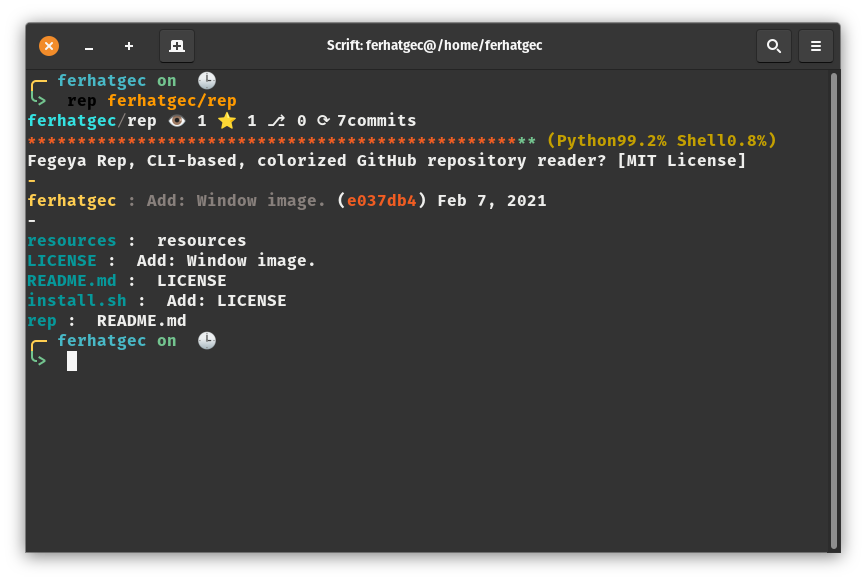 Scrift: ferhatgec@/home/ferhatgec
ferhatgec on 🕒
rep ferhatgec/rep
ferhatgec/rep 👁 1 ⭐ 1 ⎇ 0 ⟳ 7commits
*************************************************** (Python99.2% Shell0.8%)
Fegeya Rep, CLI-based, colorized GitHub repository reader? [MIT License]
-
ferhatgec : Add: Window image. (e037db4) Feb 7, 2021
-
resources : resources
LICENSE : Add: Window image.
README.md : LICENSE
install.sh : Add: LICENSE
rep : README.md
ferhatgec on 🕒